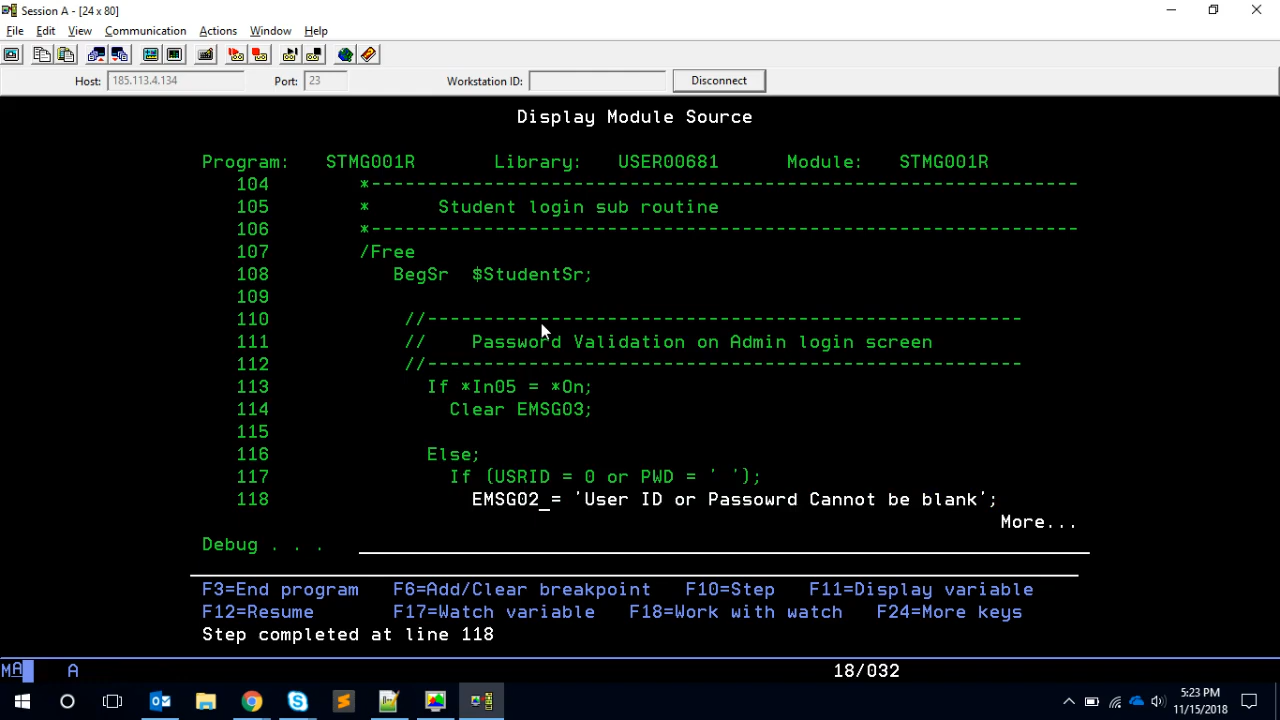 Session A - [24 x 80]
File Edit View Communication Actions Window Help
Host: 185.113.4.134 Port: 23 Workstation ID: Disconnect
Display Module Source
Program: STMG001R Library: USER00681 Module: STMG001R
104 *---------------------------------------------------------------
105 * Student login sub routine
106 *---------------------------------------------------------------
107 /Free
108 BegSr $StudentSr;
109
110 //-----------------------------------------------------
111 // Password Validation on Admin login screen
112 //-----------------------------------------------------
113 If *In05 = *On;
114 Clear EMSG03;
115
116 Else;
117 If (USRID = 0 or PWD = ' ');
118 EMSG02_= 'User ID or Passowrd Cannot be blank';
More...
Debug . . .
F3=End program F6=Add/Clear breakpoint F10=Step F11=Display variable
F12=Resume F17=Watch variable F18=Work with watch F24=More keys
Step completed at line 118
MA A 18/032
5:23 PM
11/15/2018